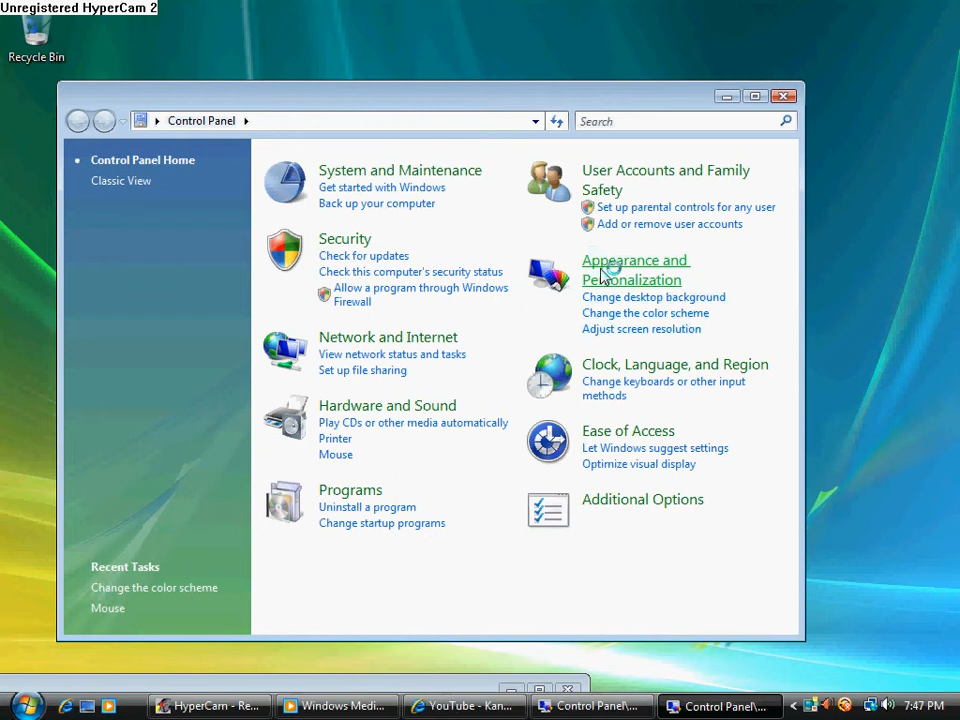 Unregistered HyperCam 2
Recycle Bin
Control Panel
Search
Control Panel Home
Classic View
System and Maintenance
Get started with Windows
Back up your computer
Security
Check for updates
Check this computer's security status
Allow a program through Windows
Firewall
Network and Internet
View network status and tasks
Set up file sharing
Hardware and Sound
Play CDs or other media automatically
Printer
Mouse
Programs
Uninstall a program
Change startup programs
User Accounts and Family
Safety
Set up parental controls for any user
Add or remove user accounts
Appearance and
Personalization
Change desktop background
Change the color scheme
Adjust screen resolution
Clock, Language, and Region
Change keyboards or other input
methods
Ease of Access
Let Windows suggest settings
Optimize visual display
Additional Options
Recent Tasks
Change the color scheme
Mouse
HyperCam - Re...
Windows Medi...
YouTube - Kan...
Control Panel\...
Control Panel\...
7:47 PM